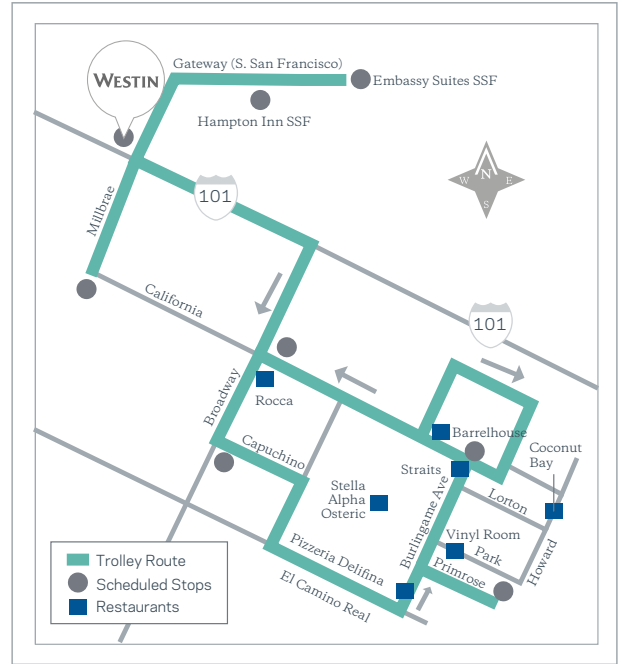 Gateway (S. San Francisco)
WESTIN
Embassy Suites SSF
Hampton Inn SSF
N
W
E
S
101
Millbrae
California
101
Broadway
Rocca
Barrelhouse
Coconut
Bay
Capuchino
Straits
Stella
Alpha
Osteric
Lorton
Burlingame Ave
Vinyl Room
Park
Howard
Pizzeria Delifina
Primrose
El Camino Real
Trolley Route
Scheduled Stops
Restaurants